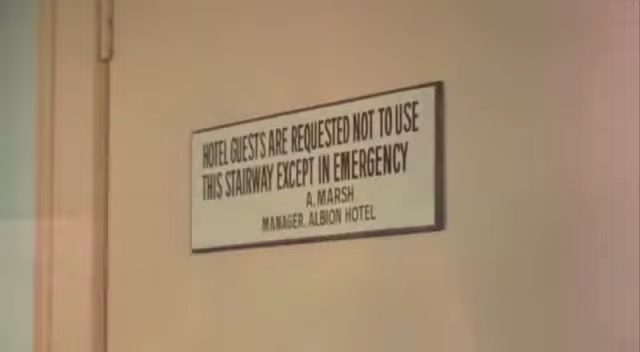 HOTEL GUESTS ARE REQUESTED NOT TO USE
THIS STAIRWAY EXCEPT IN EMERGENCY
A. MARSH
MANAGER. ALBION HOTEL